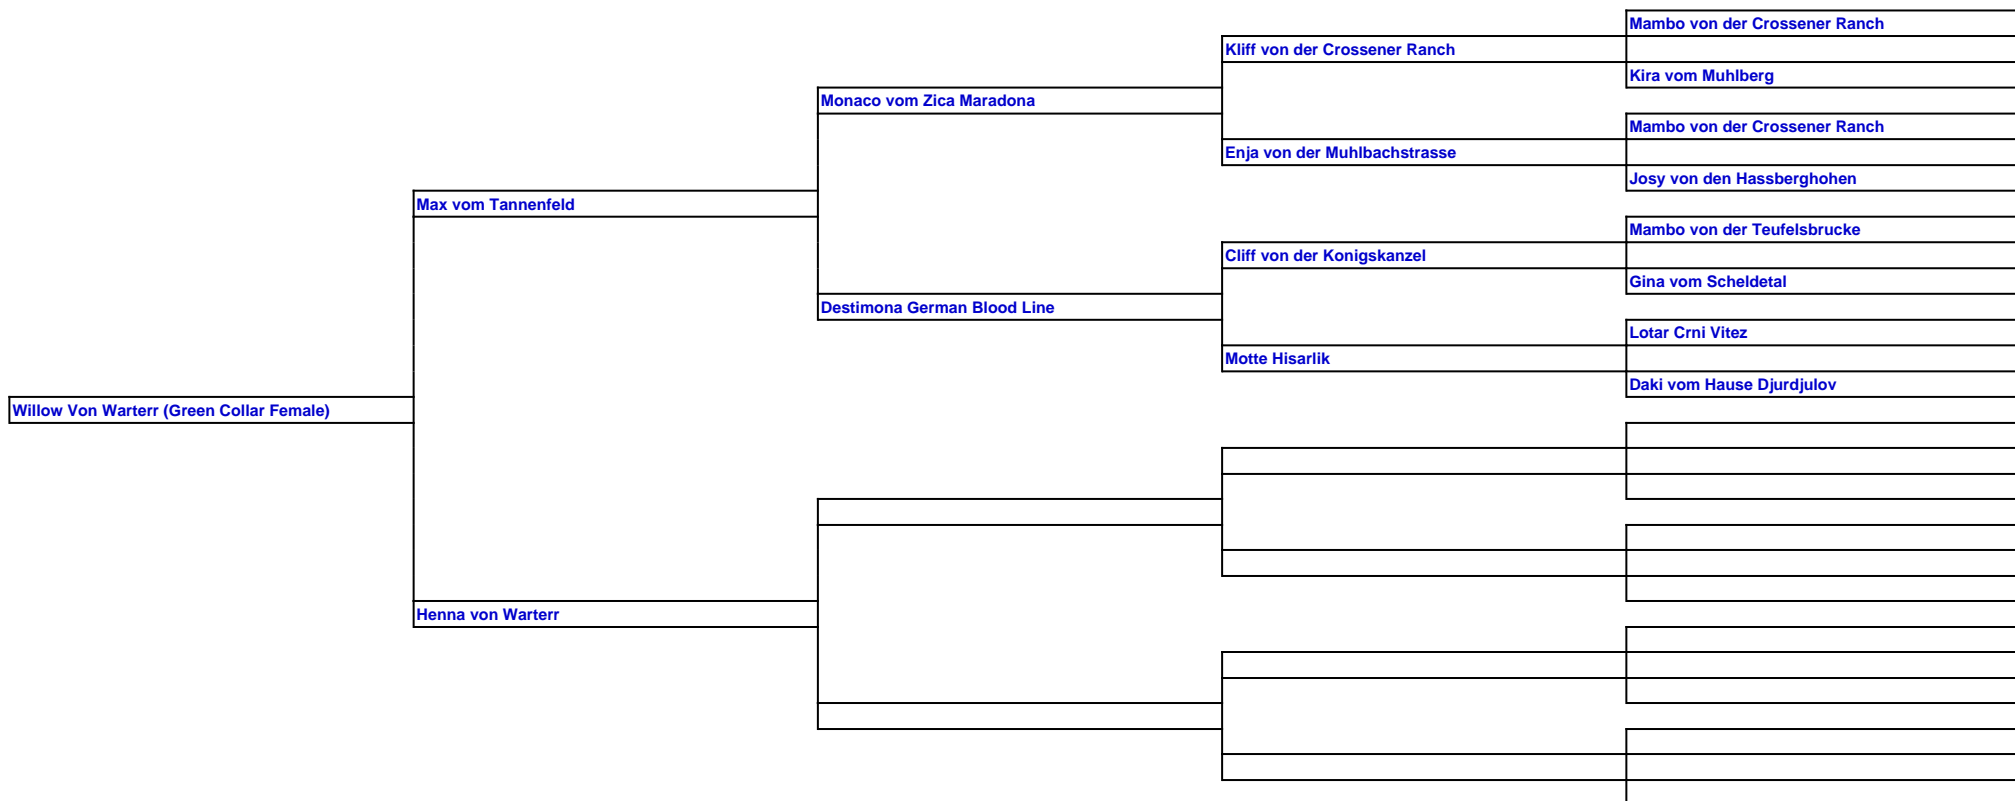 Mambo von der Crossener Ranch
Kliff von der Crossener Ranch
Kira vom Muhlberg
Monaco vom Zica Maradona
Mambo von der Crossener Ranch
Enja von der Muhlbachstrasse
Josy von den Hassberghohen
Max vom Tannenfeld
Mambo von der Teufelsbrucke
Cliff von der Konigskanzel
Gina vom Scheldetal
Destimona German Blood Line
Lotar Crni Vitez
Motte Hisarlik
Daki vom Hause Djurdjulov
Willow Von Warterr (Green Collar Female)
Henna von Warterr